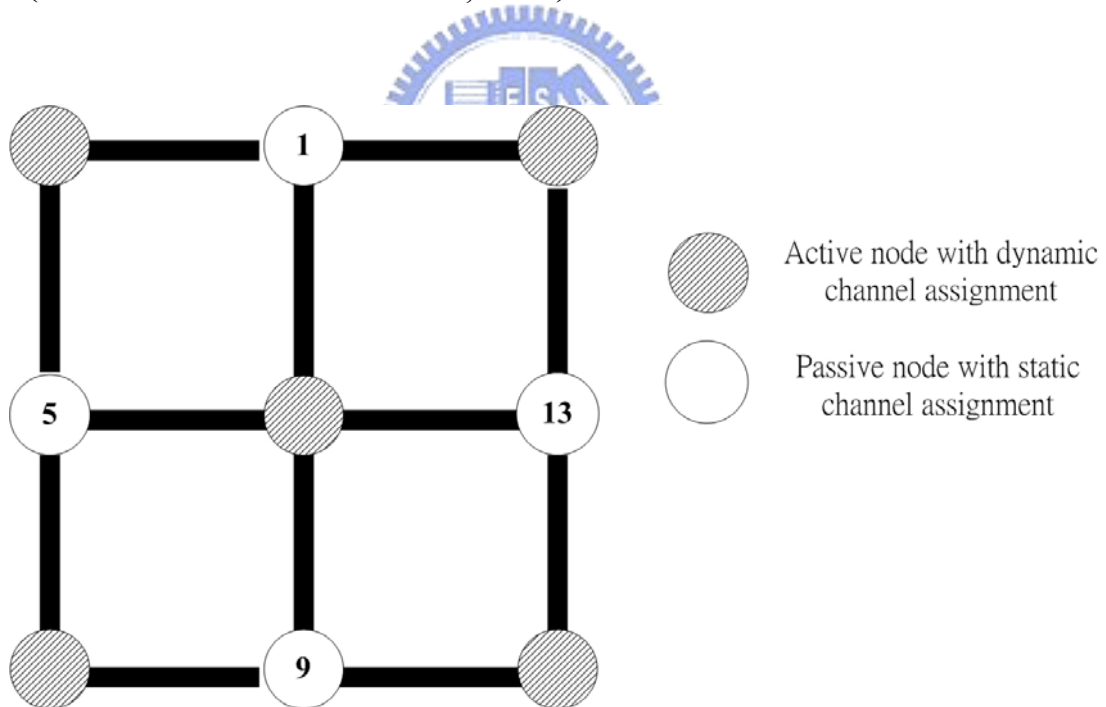 1
5
13
9
Active node with dynamic
channel assignment
Passive node with static
channel assignment